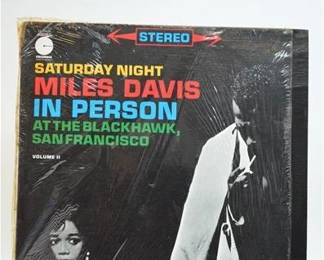 STEREO
SATURDAY NIGHT
MILES DAVIS
IN PERSON
AT THE BLACKHAWK,
SAN FRANCISCO
VOLUME II